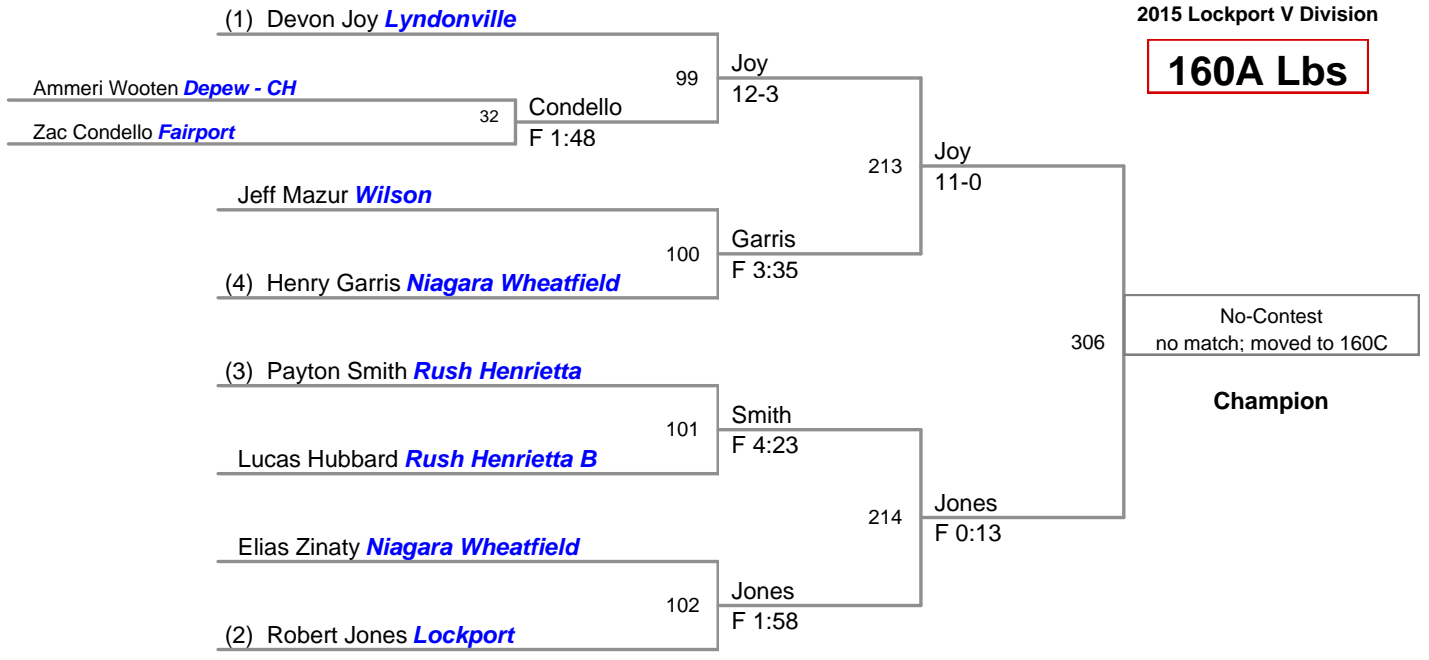 (1) Devon Joy Lyndonville
2015 Lockport V Division
160A Lbs
Ammeri Wooten Depew - CH
32
Zac Condello Fairport
Condello
F 1:48
99
Joy
12-3
Jeff Mazur Wilson
100
(4) Henry Garris Niagara Wheatfield
Garris
F 3:35
213
Joy
11-0
(3) Payton Smith Rush Henrietta
101
Lucas Hubbard Rush Henrietta B
Smith
F 4:23
Elias Zinaty Niagara Wheatfield
102
(2) Robert Jones Lockport
Jones
F 1:58
214
Jones
F 0:13
306
No-Contest
no match; moved to 160C
Champion